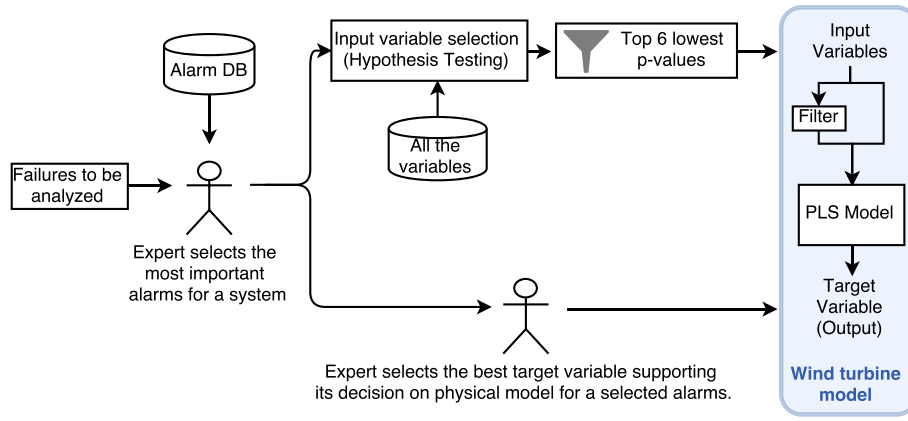 Alarm DB
Failures to be
analyzed
Expert selects the
most important
alarms for a system
Input variable selection
(Hypothesis Testing)
All the
variables
Top 6 lowest
p-values
Expert selects the best target variable supporting
its decision on physical model for a selected alarms.
Input
Variables
Filter
PLS Model
Target
Variable
(Output)
Wind turbine
model